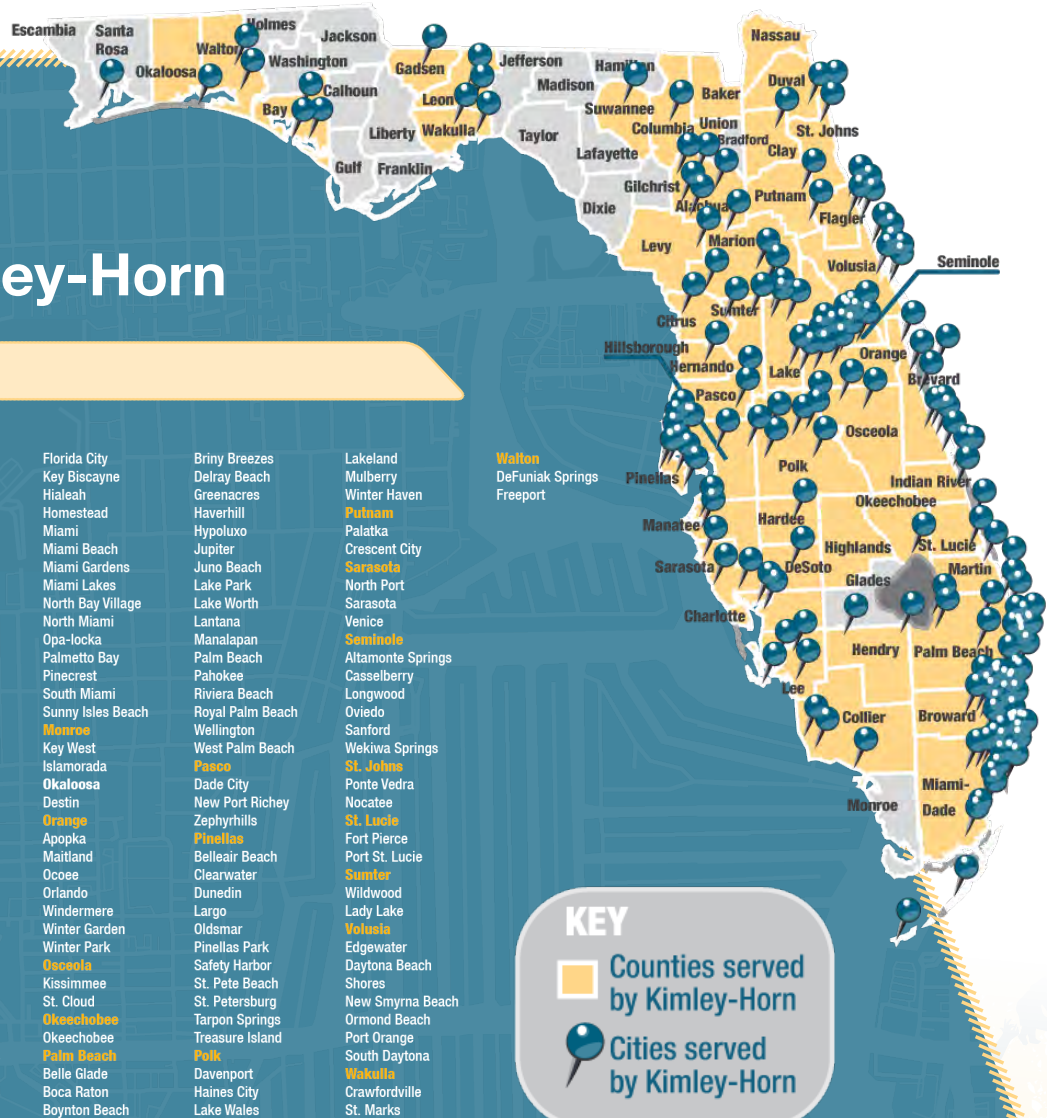 Escambia
Santa
Rosa
Okaloosa
Walton
Holmes
Jackson
Washington
Calhoun
Bay
Liberty
Gulf
Franklin
Gadsen
Leon
Wakulla
Jefferson
Madison
Taylor
Hamilton
Suwannee
Lafayette
Dixie
Columbia
Gilchrist
Baker
Union
Bradford
Alachua
Levy
Nassau
Duval
St. Johns
Clay
Putnam
Flagler
Marion
Volusia
Seminole
Citrus
Sumter
Hillsborough
Hernando
Lake
Orange
Pasco
Brevard
Osceola
Pinellas
Polk
Indian River
Okeechobee
Manatee
Hardee
Highlands
St. Lucie
Sarasota
DeSoto
Glades
Martin
Charlotte
Hendry
Palm Beach
Lee
Collier
Broward
Monroe
Miami-
Dade
ey-Horn
Florida City
Key Biscayne
Hialeah
Homestead
Miami
Miami Beach
Miami Gardens
Miami Lakes
North Bay Village
North Miami
Opa-locka
Palmetto Bay
Pinecrest
South Miami
Sunny Isles Beach
Monroe
Key West
Islamorada
Okaloosa
Destin
Orange
Apopka
Maitland
Ocoee
Orlando
Windermere
Winter Garden
Winter Park
Osceola
Kissimmee
St. Cloud
Okeechobee
Okeechobee
Palm Beach
Belle Glade
Boca Raton
Boynton Beach
Briny Breezes
Delray Beach
Greenacres
Haverhill
Hypoluxo
Jupiter
Juno Beach
Lake Park
Lake Worth
Lantana
Manalapan
Palm Beach
Pahokee
Riviera Beach
Royal Palm Beach
Wellington
West Palm Beach
Pasco
Dade City
New Port Richey
Zephyrhills
Pinellas
Belleair Beach
Clearwater
Dunedin
Largo
Oldsmar
Pinellas Park
Safety Harbor
St. Pete Beach
St. Petersburg
Tarpon Springs
Treasure Island
Polk
Davenport
Haines City
Lake Wales
Lakeland
Mulberry
Winter Haven
Putnam
Palatka
Crescent City
Sarasota
North Port
Sarasota
Venice
Seminole
Altamonte Springs
Casselberry
Longwood
Oviedo
Sanford
Wekiwa Springs
St. Johns
Ponte Vedra
Nocatee
St. Lucie
Fort Pierce
Port St. Lucie
Sumter
Wildwood
Lady Lake
Volusia
Edgewater
Daytona Beach
Shores
New Smyrna Beach
Ormond Beach
Port Orange
South Daytona
Wakulla
Crawfordville
St. Marks
Walton
DeFuniak Springs
Freeport
KEY
Counties served
by Kimley-Horn
Cities served
by Kimley-Horn